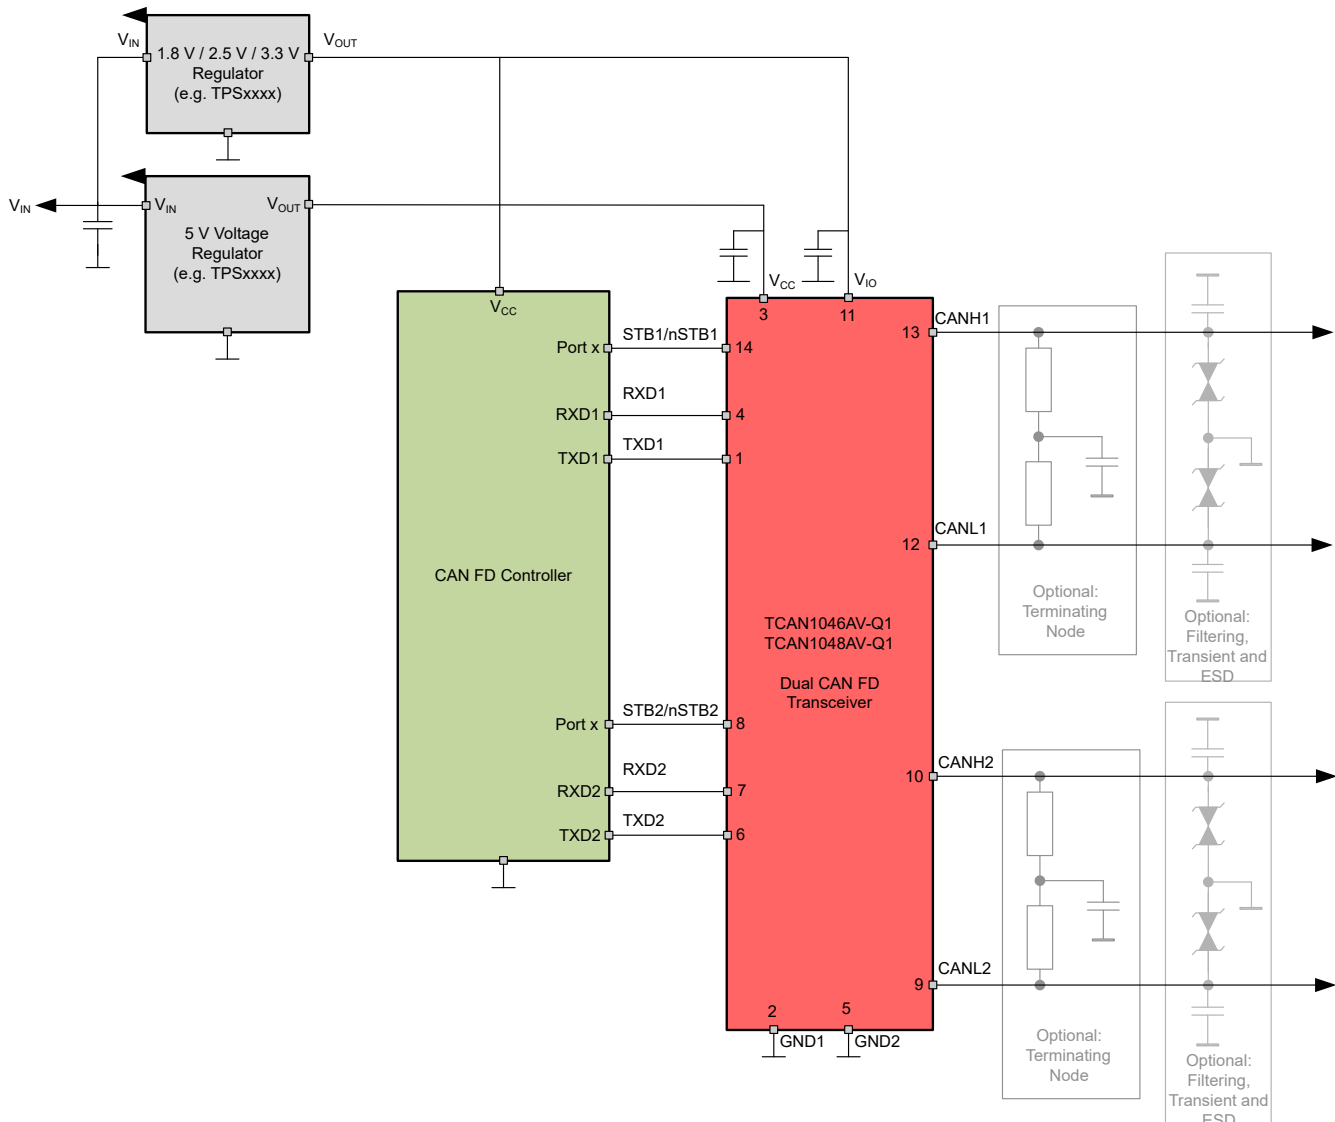 VIN
1.8 V / 2.5 V / 3.3 V
Regulator
(e.g. TPSxxxx)
VOUT
VIN
VIN
VOUT
5 V Voltage
Regulator
(e.g. TPSxxxx)
VCC
Port x
RXD1
TXD1
CAN FD Controller
Port x
RXD2
TXD2
STB1/nSTB1
RXD1
TXD1
STB2/nSTB2
RXD2
TXD2
VCC
VIO
3
11
14
4
1
13
12
TCAN1046AV-Q1
TCAN1048AV-Q1
Dual CAN FD
Transceiver
8
7
6
10
9
2
5
GND1
GND2
CANH1
CANL1
Optional:
Terminating
Node
Optional:
Filtering,
Transient and
ESD
CANH2
CANL2
Optional:
Terminating
Node
Optional:
Filtering,
Transient and
ESD